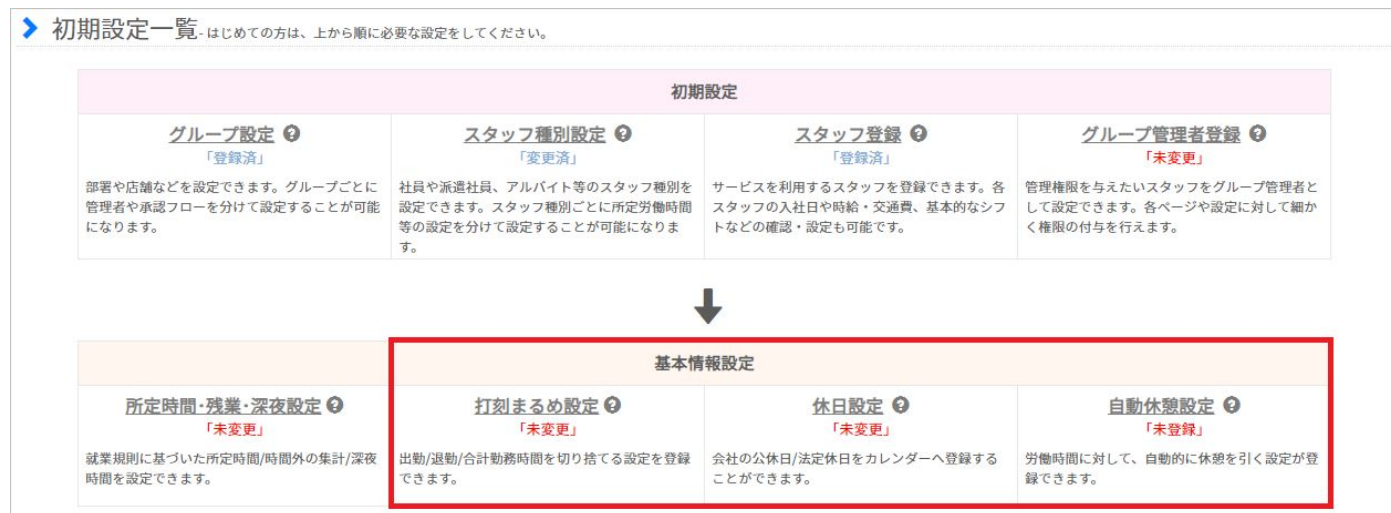 初期設定一覧- はじめての方は、上から順に必要な設定をしてください。
初期設定
グループ設定 ?
「登録済」
部署や店舗などを設定できます。グループごとに
管理者や承認フローを分けて設定することが可能
になります。
スタッフ種別設定 ?
「変更済」
社員や派遣社員、アルバイト等のスタッフ種別を
設定できます。スタッフ種別ごとに所定労働時間
等の設定を分けて設定することが可能になりま
す。
スタッフ登録 ?
「登録済」
サービスを利用するスタッフを登録できます。各
スタッフの入社日や時給・交通費、基本的なシフ
トなどの確認・設定も可能です。
グループ管理者登録 ?
「未変更」
管理権限を与えたいスタッフをグループ管理者と
して設定できます。各ページや設定に対して細か
く権限の付与を行えます。
基本情報設定
所定時間･残業･深夜設定 ?
「未変更」
就業規則に基づいた所定時間/時間外の集計/深夜
時間を設定できます。
打刻まるめ設定 ?
「未変更」
出勤/退勤/合計勤務時間を切り捨てる設定を登録
できます。
休日設定 ?
「未変更」
会社の公休日/法定休日をカレンダーへ登録する
ことができます。
自動休憩設定 ?
「未登録」
労働時間に対して、自動的に休憩を引く設定が登
録できます。